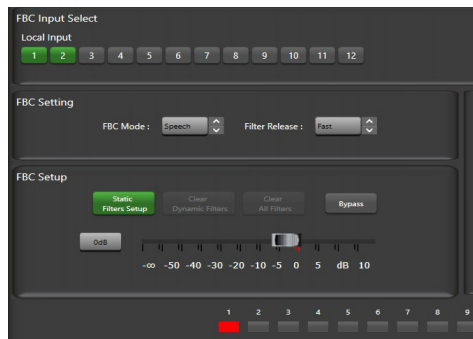 FBC Input Select
Local Input
1 2 3 4 5 6 7 8 9 10 11 12
FBC Setting
FBC Mode : Speech Filter Release : Fast
FBC Setup
Static Filters Setup
Clear Dynamic Filters
Clear All Filters
Bypass
0dB
-∞ -50 -40 -30 -20 -10 -5 0 5 dB 10
1 2 3 4 5 6 7 8 9